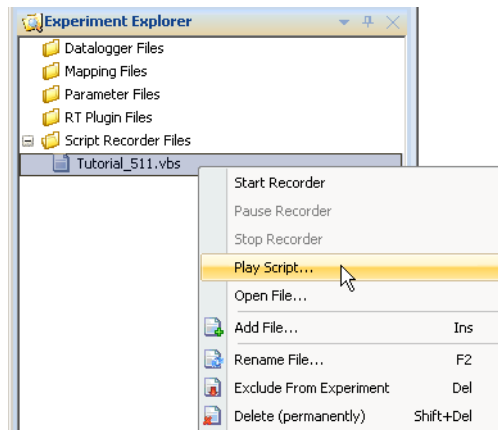 Experiment Explorer
Datalogger Files
Mapping Files
Parameter Files
RT Plugin Files
Script Recorder Files
Tutorial_511.vbs
Start Recorder
Pause Recorder
Stop Recorder
Play Script...
Open File...
Add File... Ins
Rename File... F2
Exclude From Experiment Del
Delete (permanently) Shift+Del